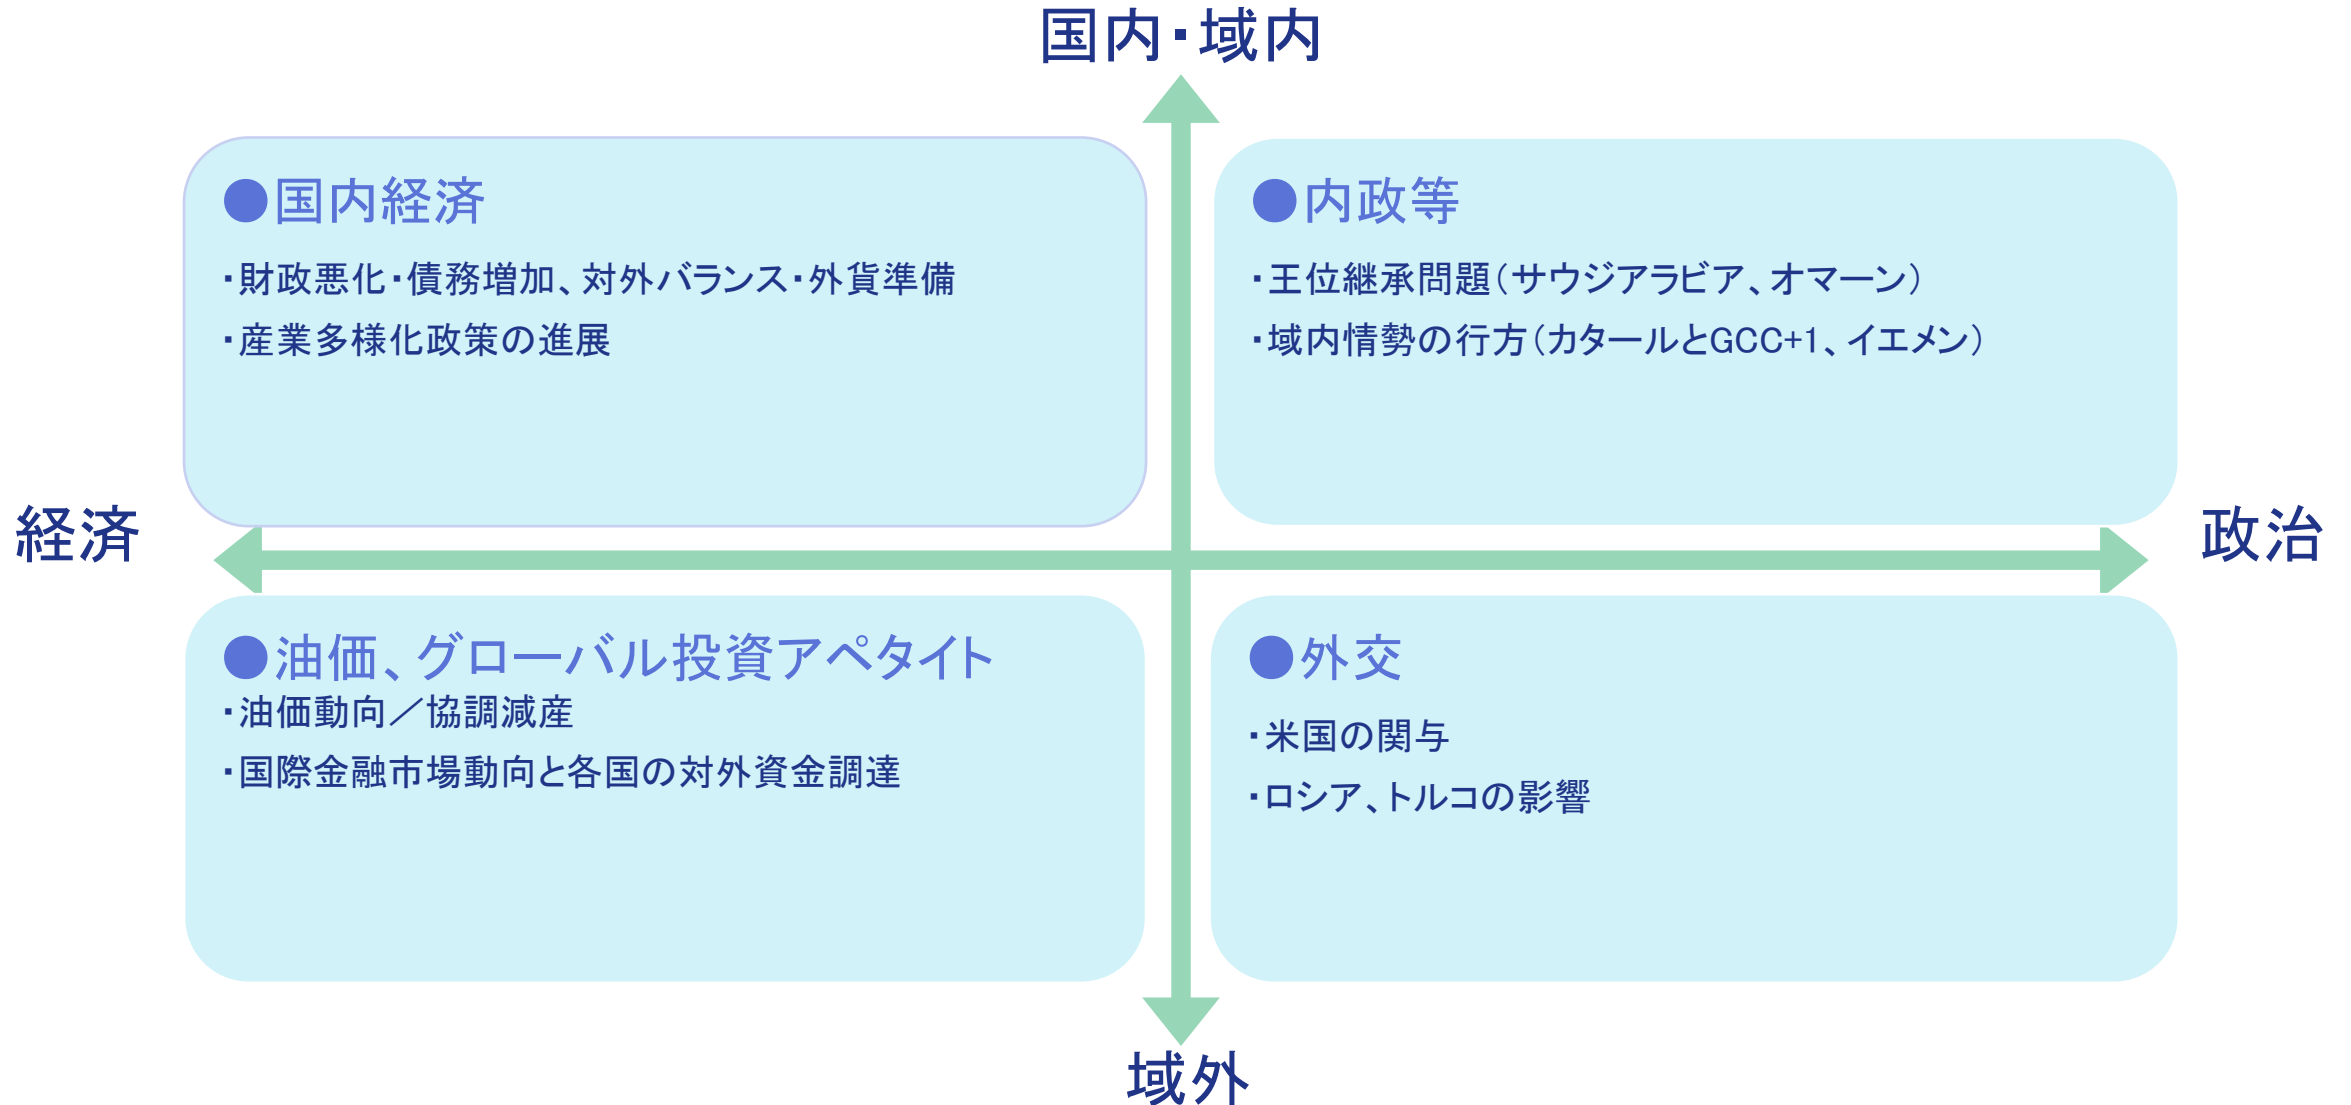 国内・域内
●国内経済
・財政悪化・債務増加、対外バランス・外貨準備
・産業多様化政策の進展
●内政等
・王位継承問題（サウジアラビア、オマーン）
・域内情勢の行方（カタールとGCC+1、イエメン）
経済
政治
●油価、グローバル投資アペタイト
・油価動向／協調減産
・国際金融市場動向と各国の対外資金調達
●外交
・米国の関与
・ロシア、トルコの影響
域外